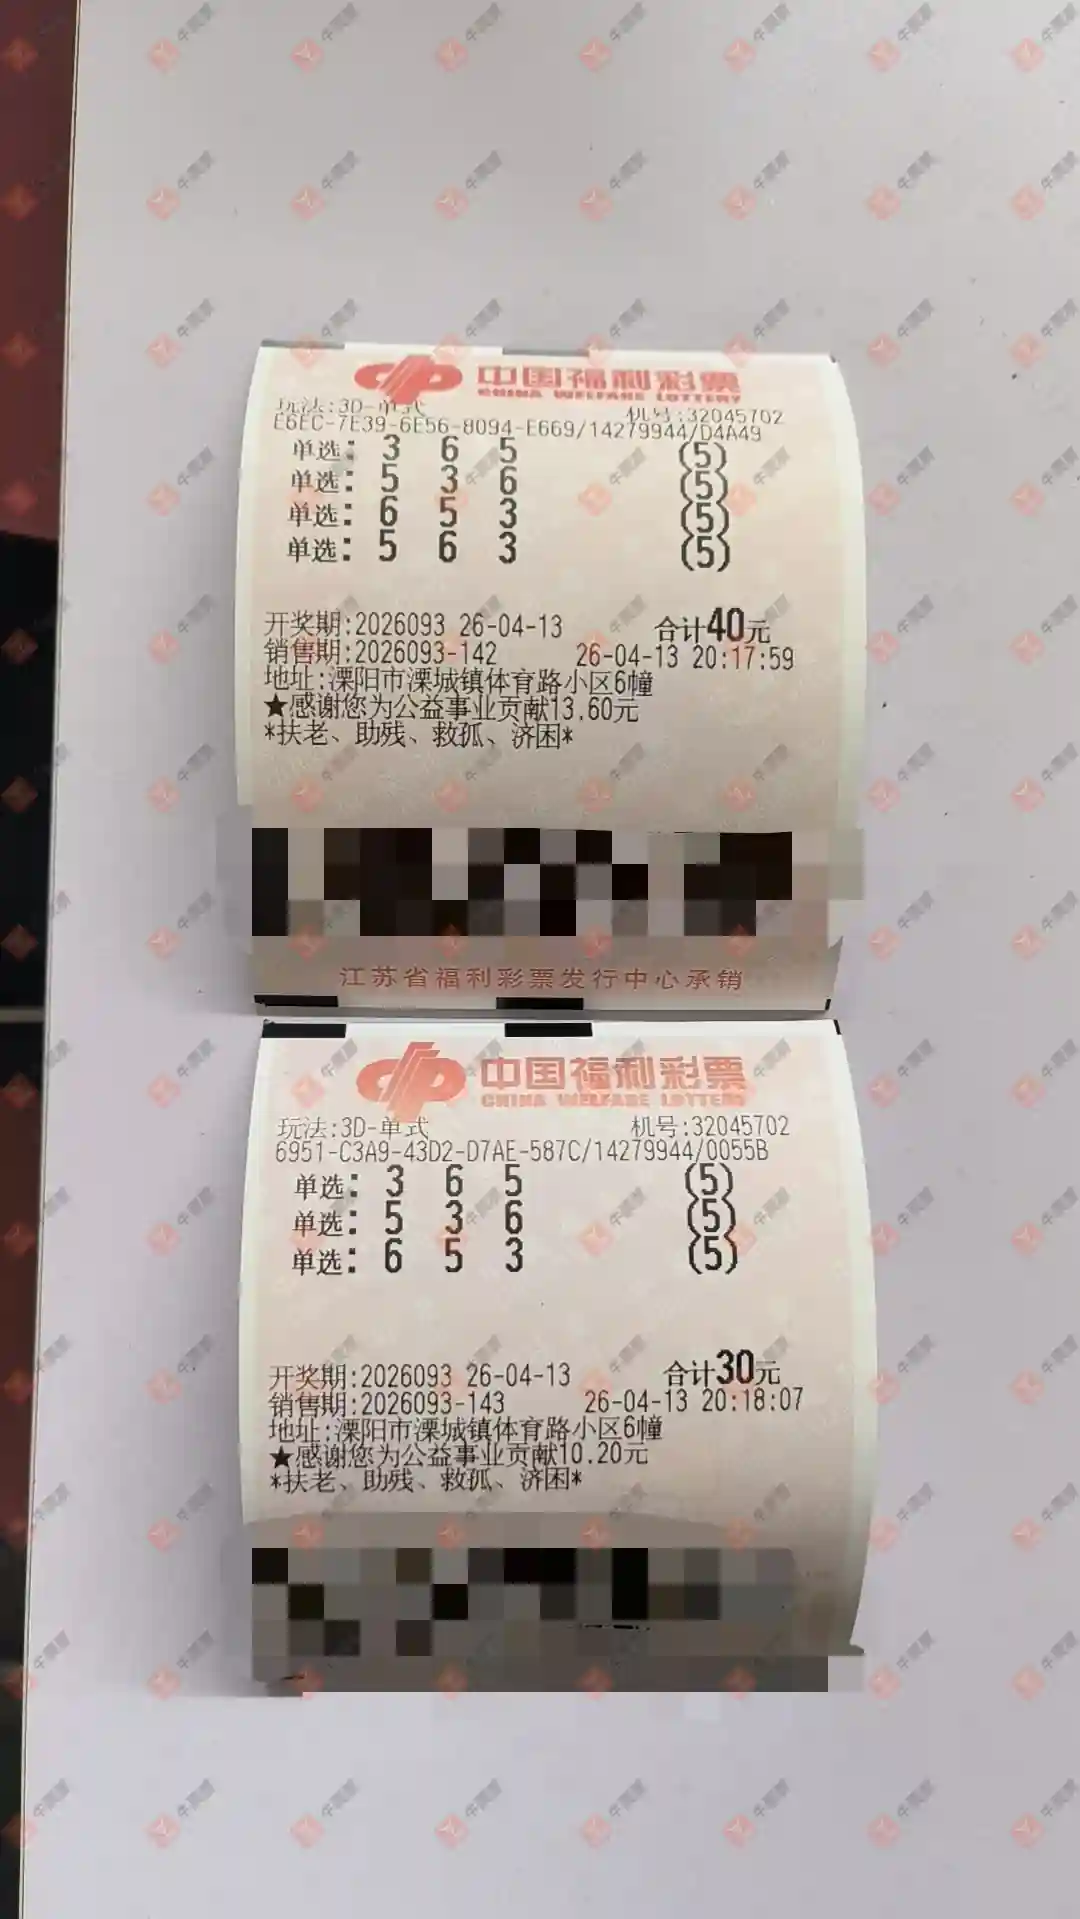 中国福利彩票
CHINA WELFARE LOTTERY
玩法:3D-单式 机号:32045702
E6EC-7E39-6E56-8094-E669/14279944/D4A49
单选: 3 6 5 (5)
单选: 5 3 6 (5)
单选: 6 5 3 (5)
单选: 5 6 3 (5)
开奖期:2026093 26-04-13 合计40元
销售期:2026093-142 26-04-13 20:17:59
地址:溧阳市溧城镇体育路小区6幢
★感谢您为公益事业贡献13.60元
*扶老、助残、救孤、济困*
江苏省福利彩票发行中心承销
中国福利彩票
CHINA WELFARE LOTTERY
玩法:3D-单式 机号:32045702
6951-C3A9-43D2-D7AE-587C/14279944/0055B
单选: 3 6 5 (5)
单选: 5 3 6 (5)
单选: 6 5 3 (5)
开奖期:2026093 26-04-13 合计30元
销售期:2026093-143 26-04-13 20:18:07
地址:溧阳市溧城镇体育路小区6幢
★感谢您为公益事业贡献10.20元
*扶老、助残、救孤、济困*